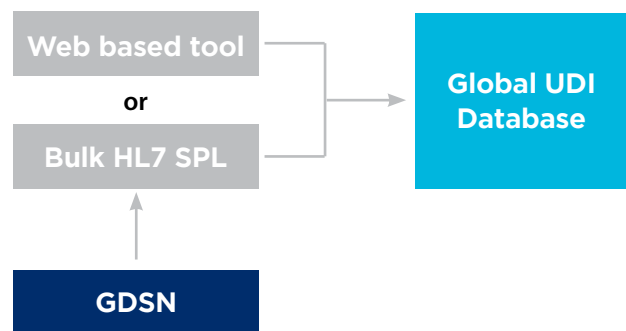 Web based tool
or
Bulk HL7 SPL
GDSN
Global UDI
Database